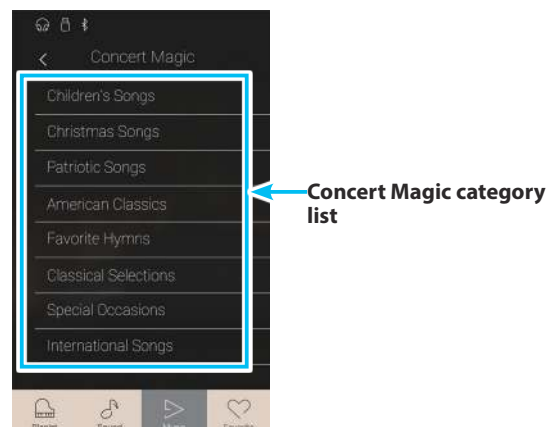 Concert Magic
Children's Songs
Christmas Songs
Patriotic Songs
American Classics
Favorite Hymns
Classical Selections
Special Occasions
International Songs
Concert Magic category
list